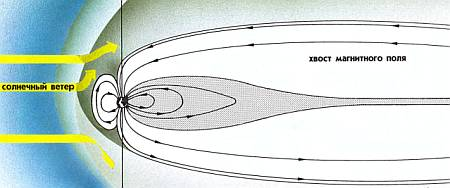 хвост магнитного поля
солнечный ветер